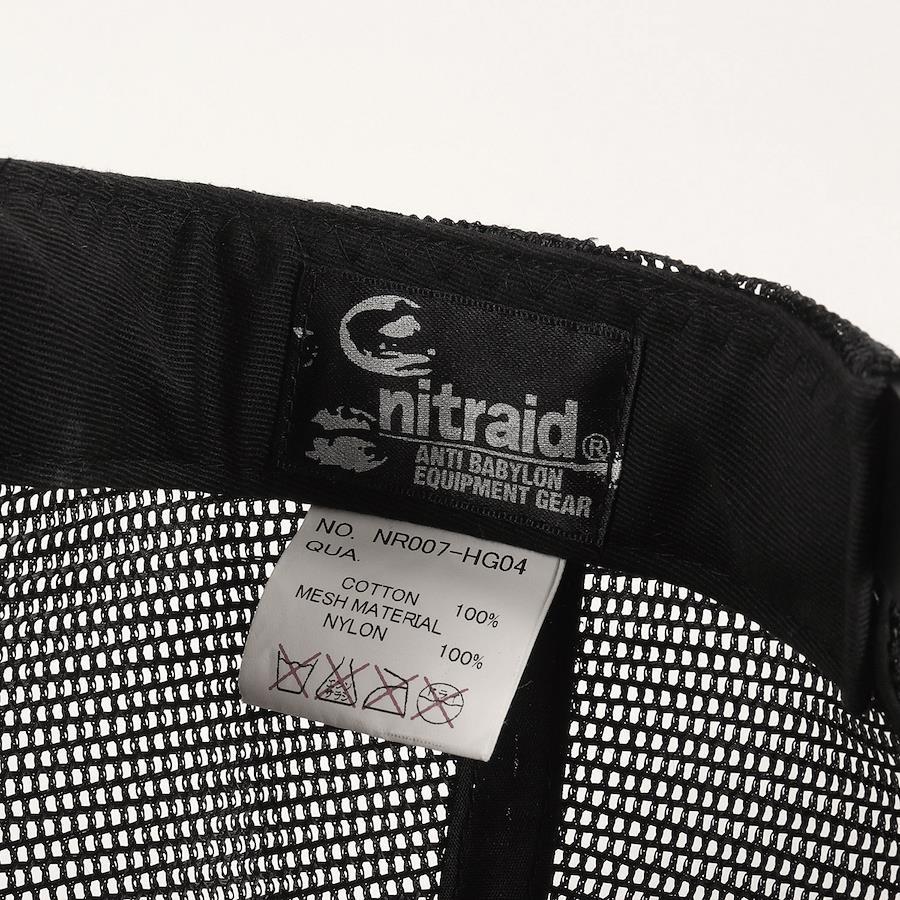 nitraid®
ANTI BABYLON
EQUIPMENT GEAR
NO. NR007-HG04
QUA.
COTTON 100%
MESH MATERIAL
NYLON 100%